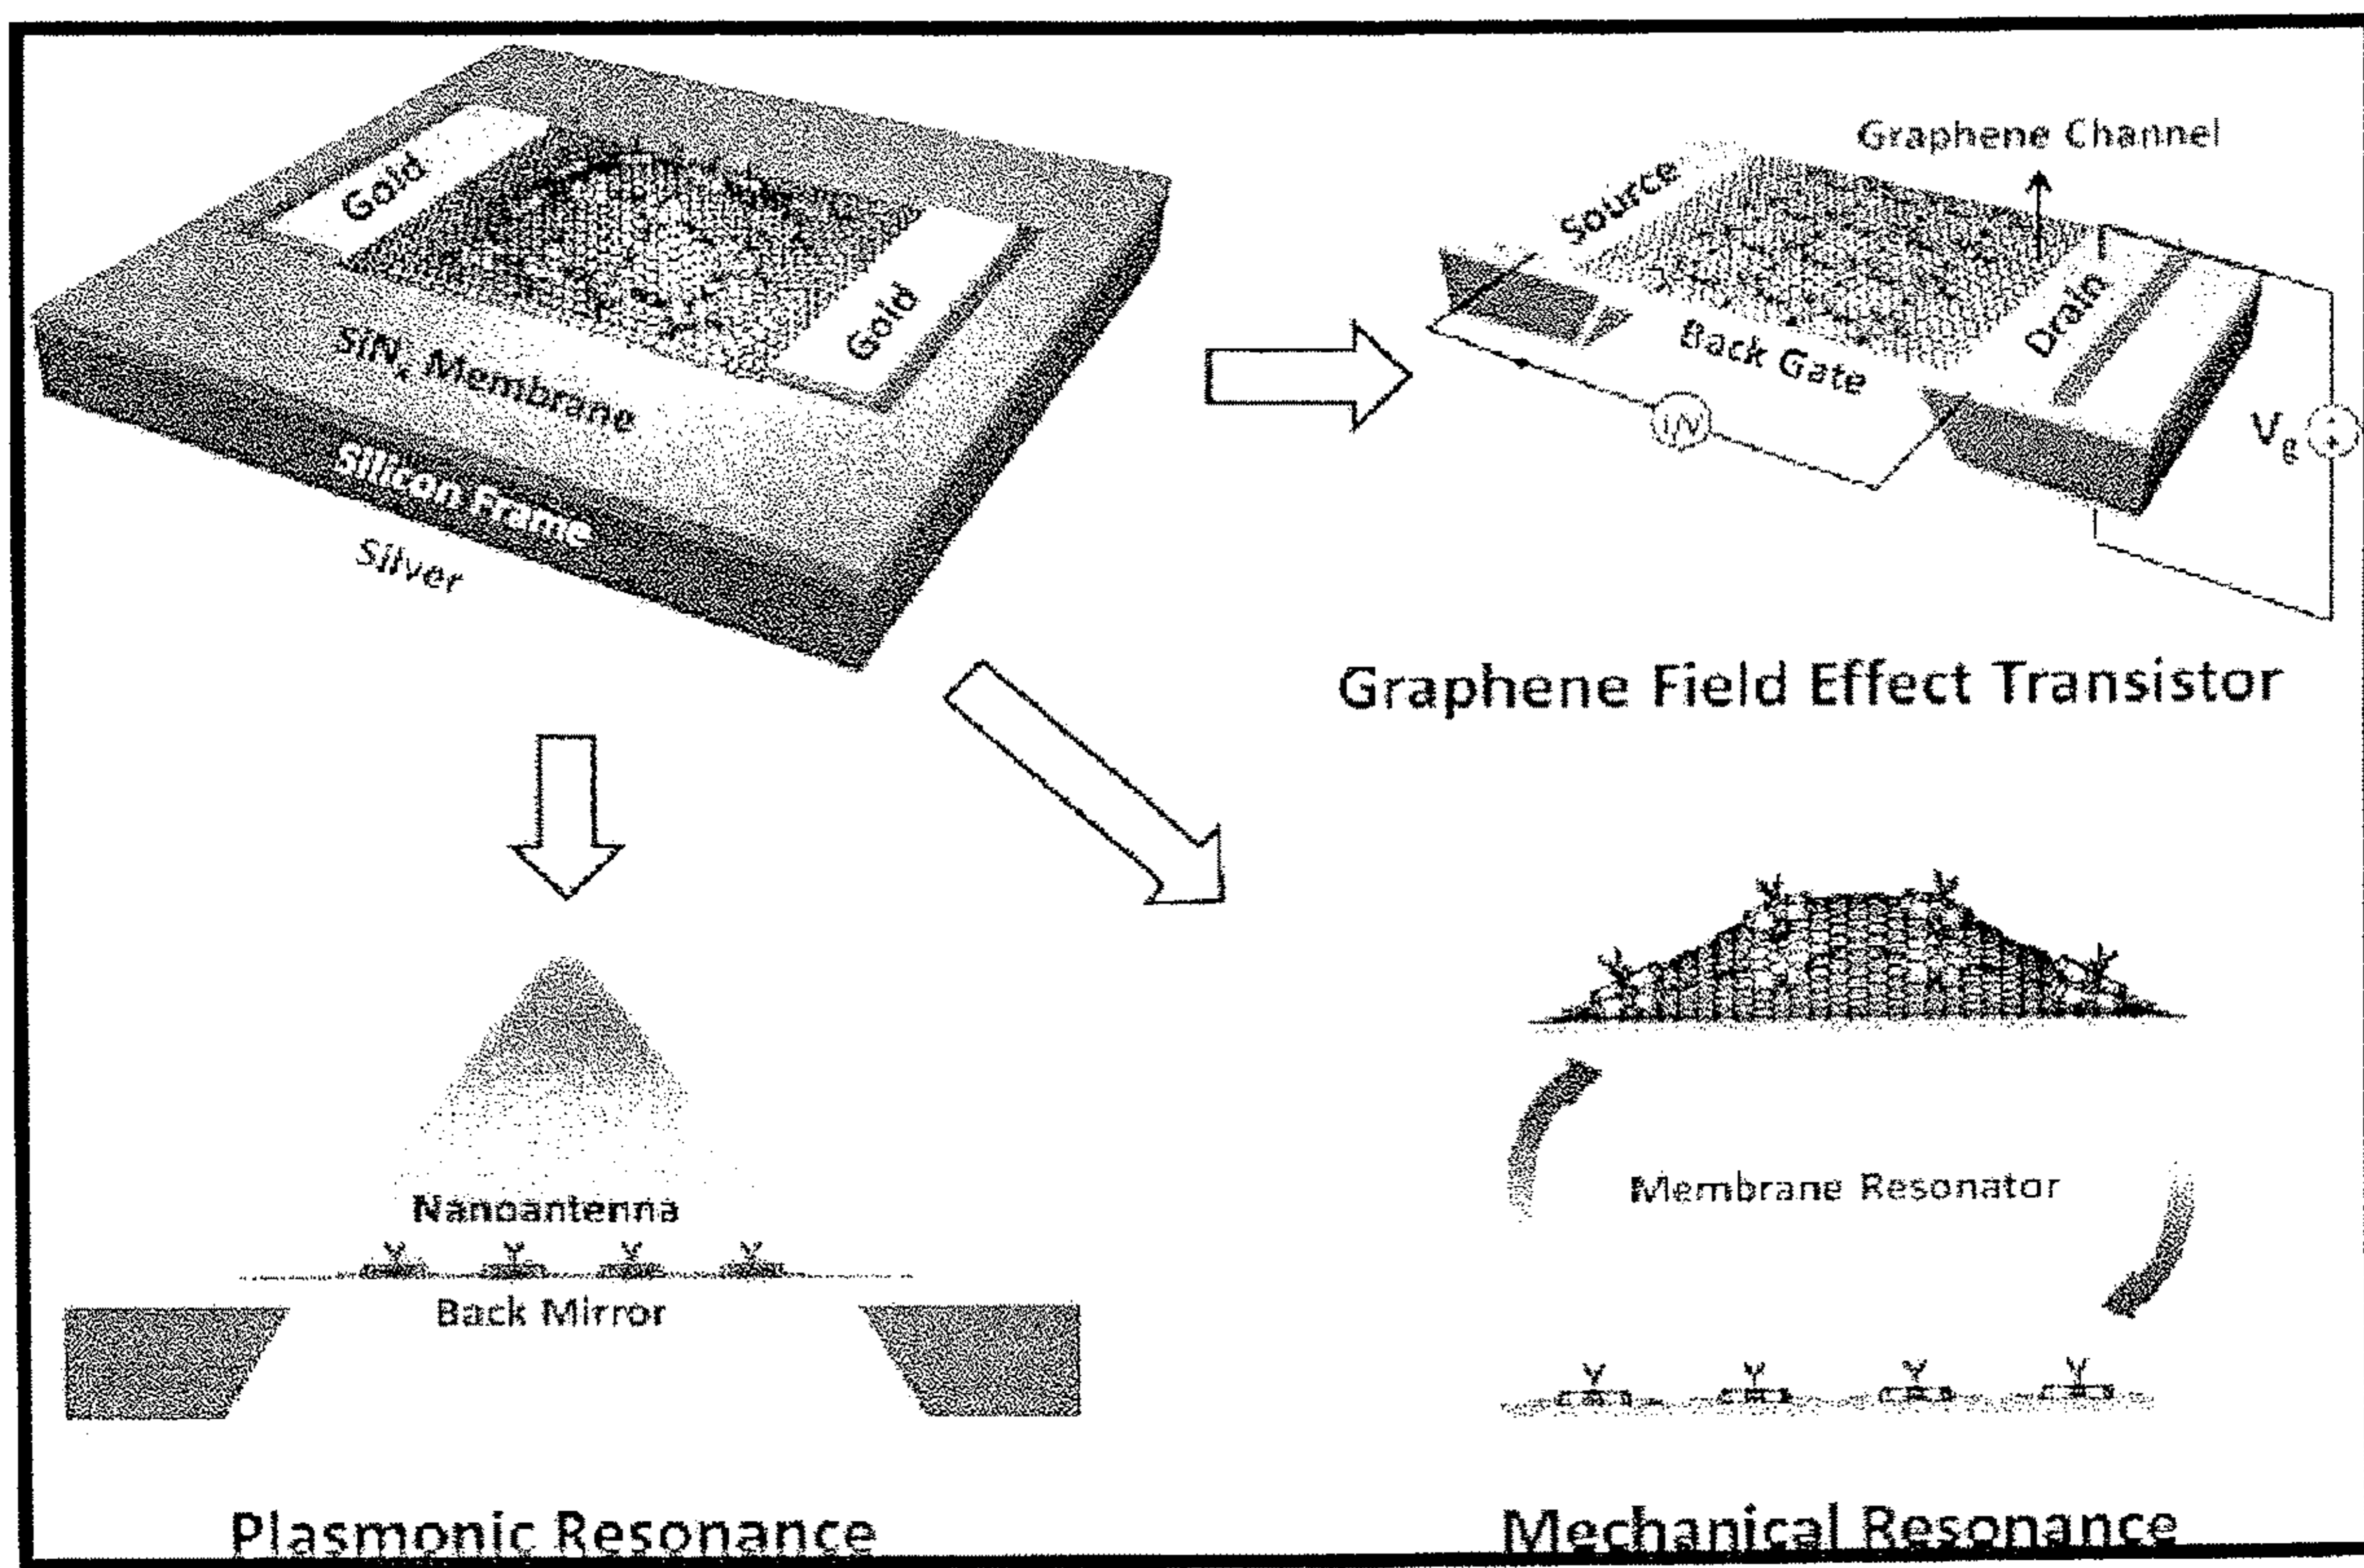 Gold
Gold
SiNx Membrane
Silicon Frame
Silver
Graphene Channel
Source
Drain
Back Gate
I/V
Vg
Graphene Field Effect Transistor
Nanoantenna
Back Mirror
Plasmonic Resonance
Membrane Resonator
Mechanical Resonance